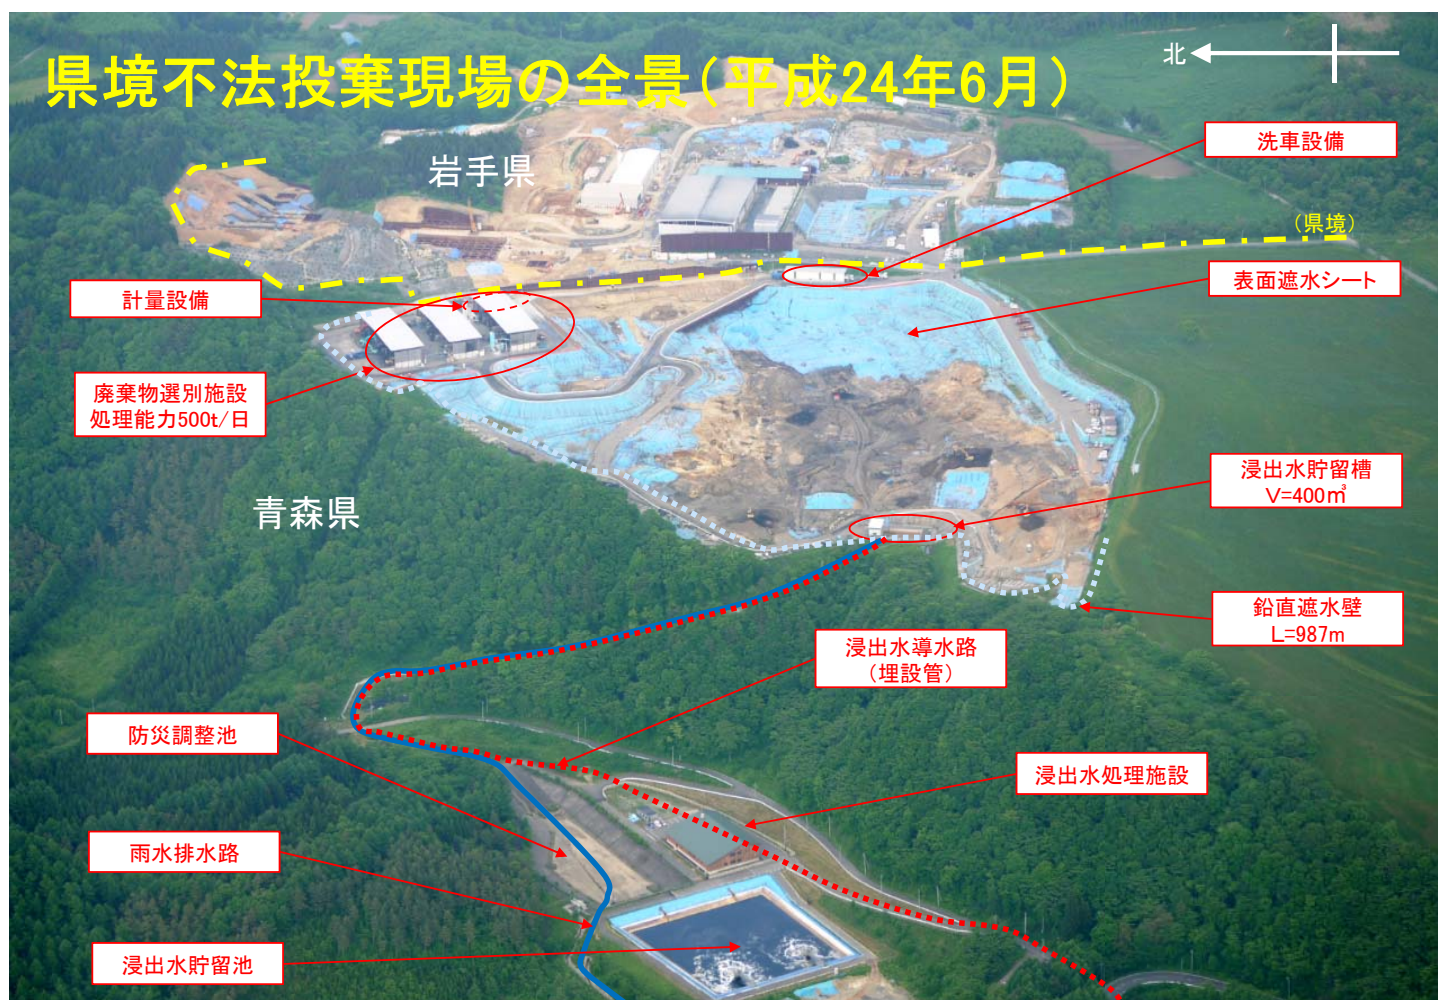 県境不法投棄現場の全景(平成24年6月)
北
岩手県
洗車設備
(県境)
表面遮水シート
計量設備
廃棄物選別施設
処理能力500t/日
青森県
浸出水貯留槽
V=400㎥
鉛直遮水壁
L=987m
浸出水導水路
(埋設管)
防災調整池
浸出水処理施設
雨水排水路
浸出水貯留池